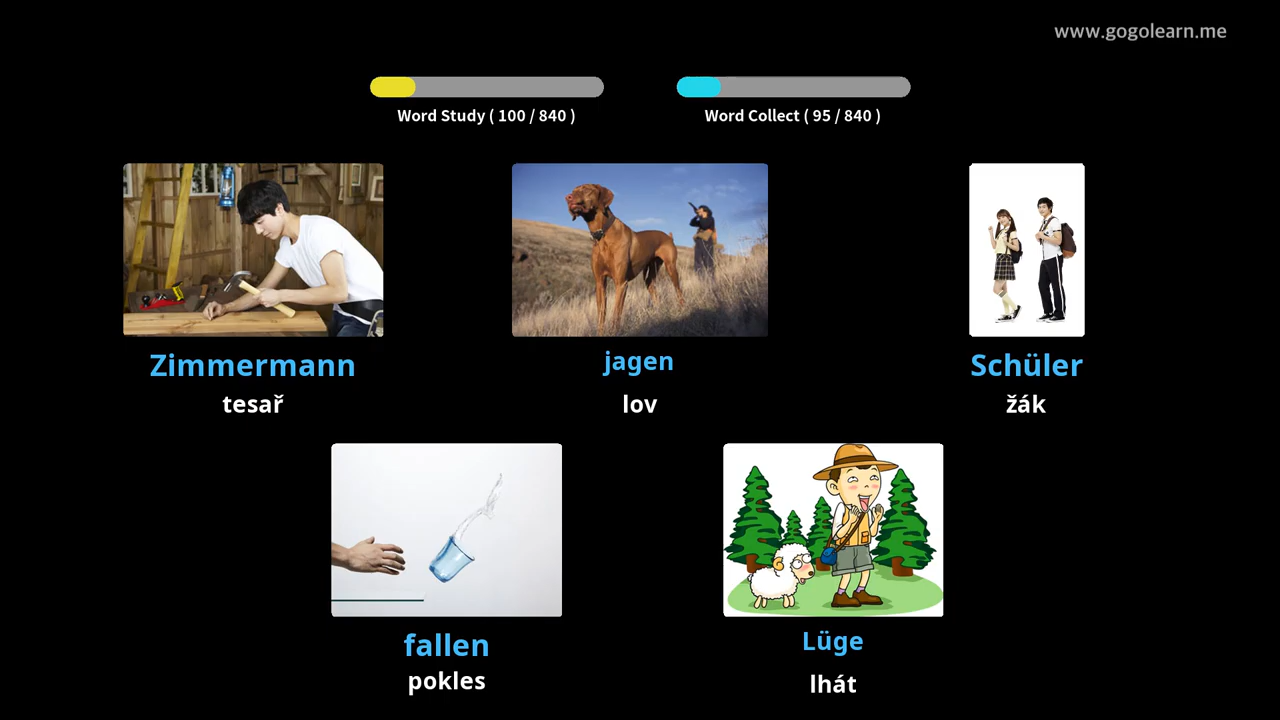 www.gogolearn.me
Word Study ( 100 / 840 )
Word Collect ( 95 / 840 )
Zimmermann
jagen
Schüler
tesař
lov
žák
fallen
Lüge
pokles
lhát